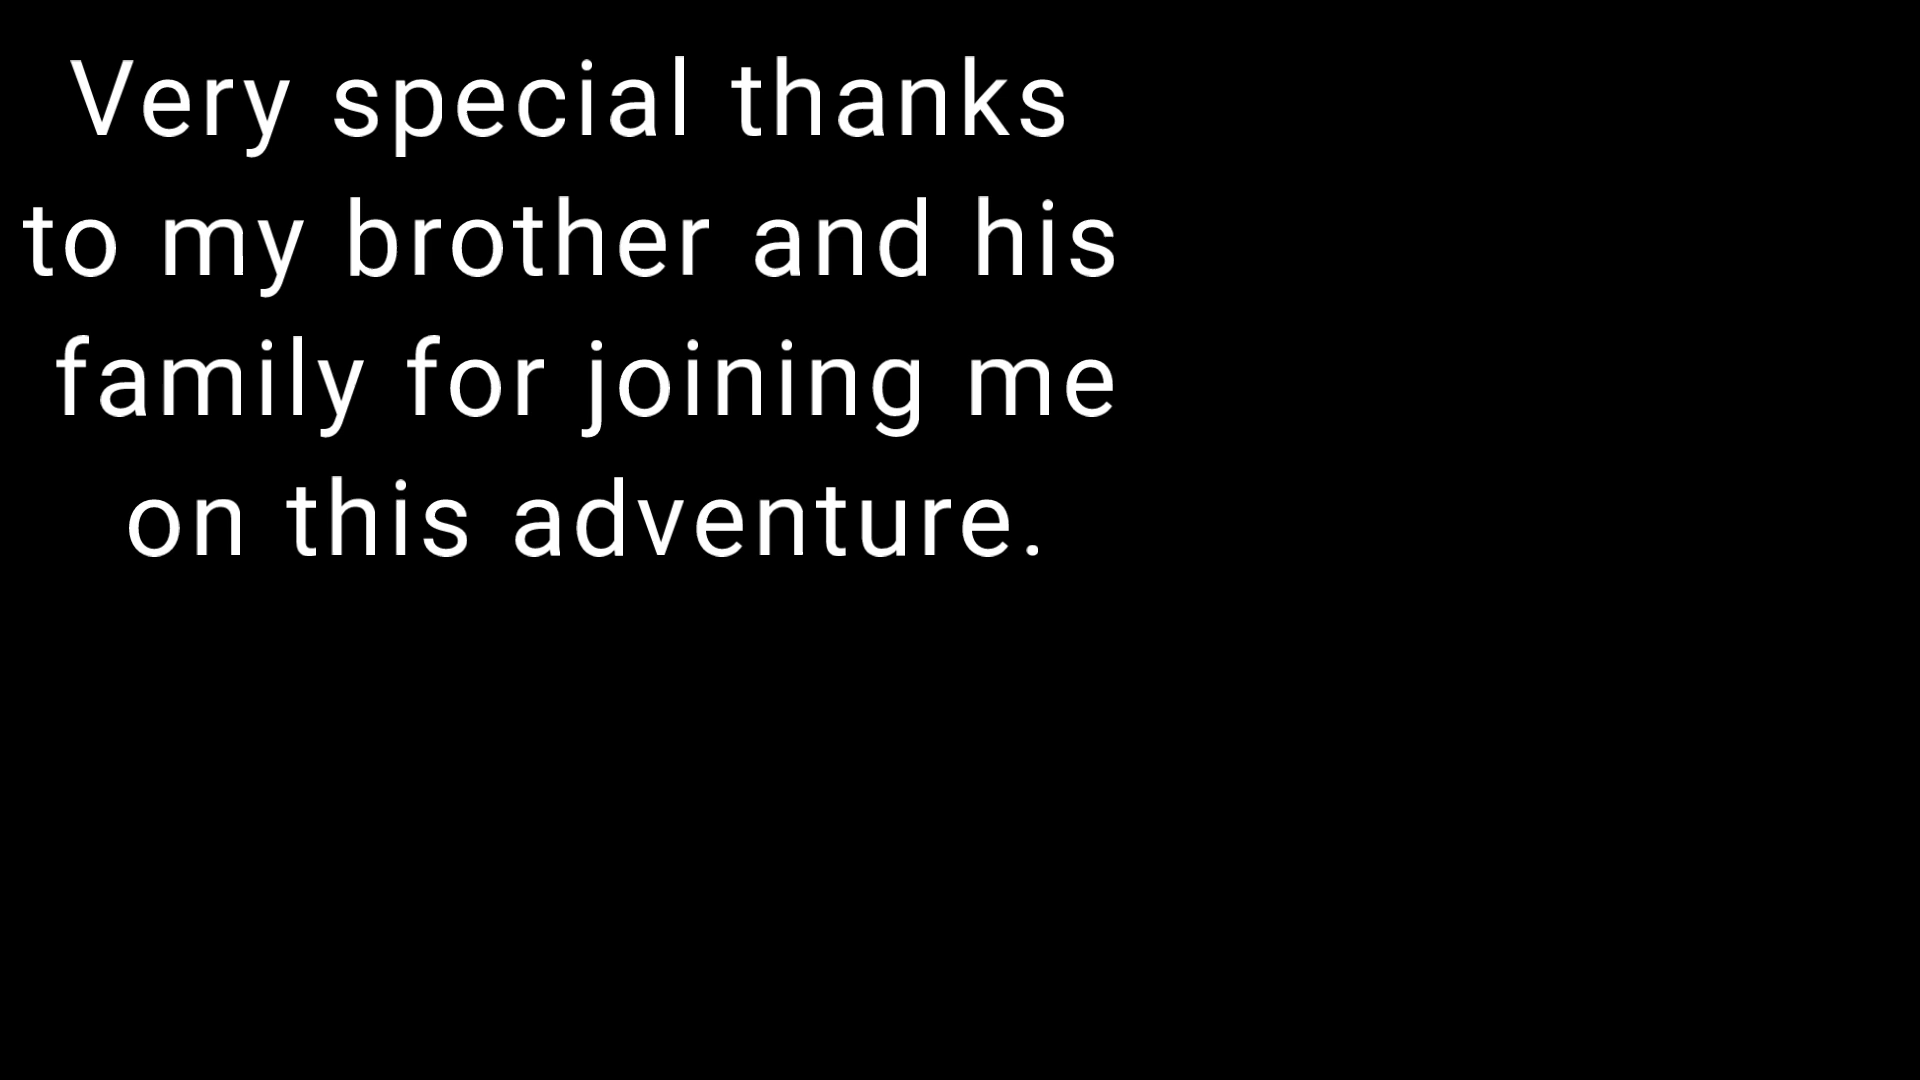 Very special thanks
to my brother and his
family for joining me
on this adventure.